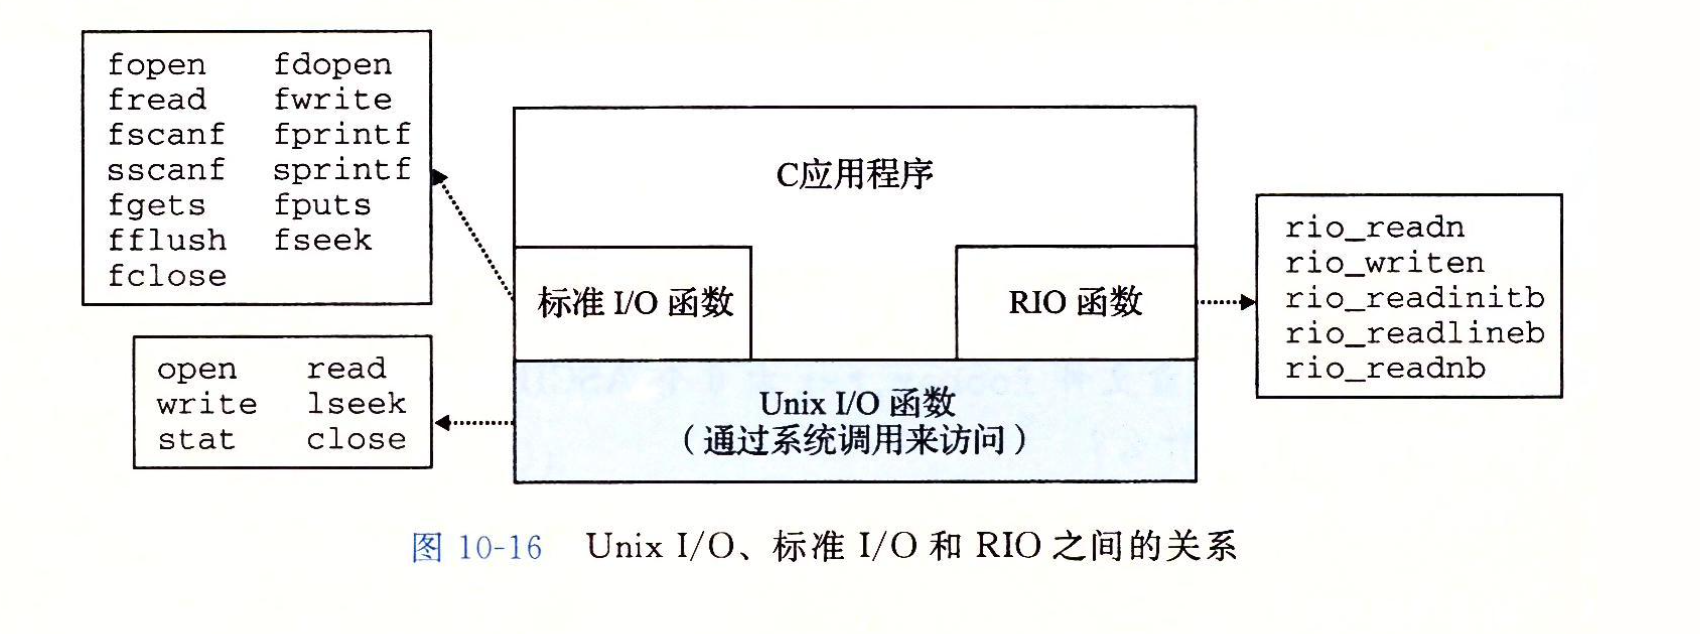 fopen fdopen
fread fwrite
fscanf fprintf
sscanf sprintf
fgets fputs
fflush fseek
fclose
open read
write lseek
stat close
C应用程序
标准 I/O 函数
RIO 函数
Unix I/O 函数
（通过系统调用来访问）
rio_readn
rio_writen
rio_readinitb
rio_readlineb
rio_readnb
图 10-16 Unix I/O、标准 I/O 和 RIO 之间的关系